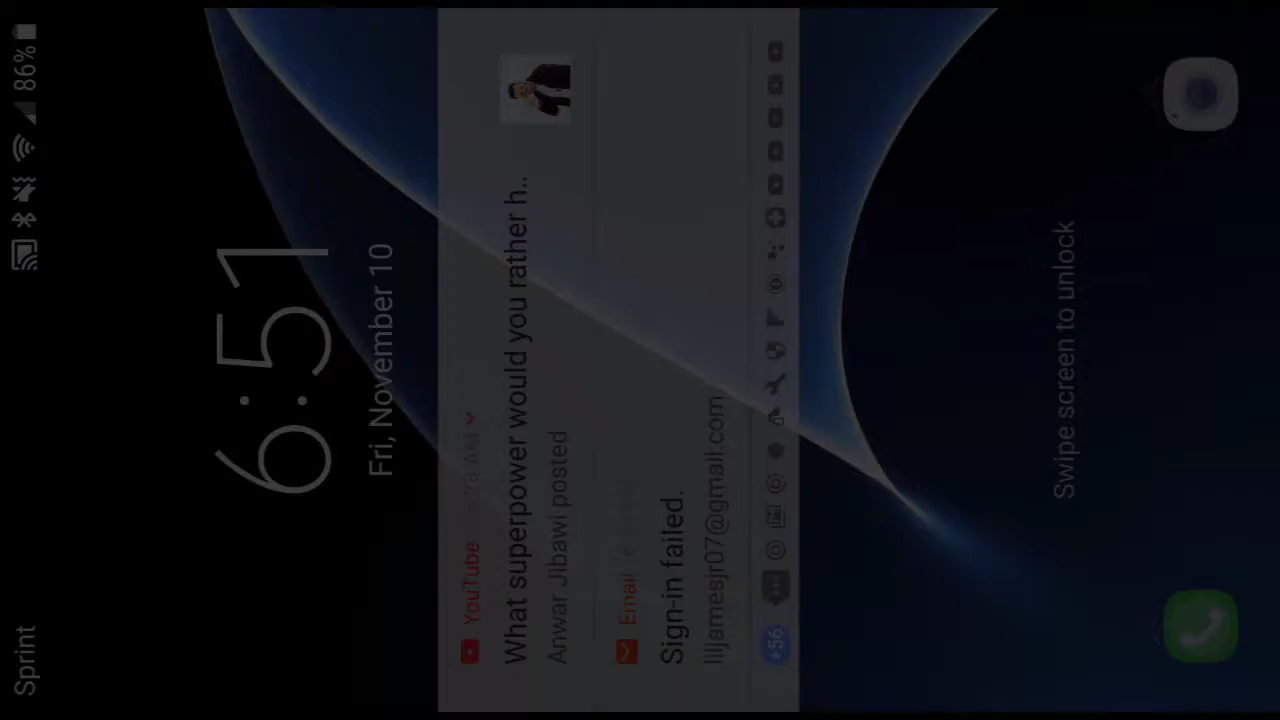 Sprint
86%
6:51
Fri, November 10
YouTube
What superpower would you rather h..
Anwar Jibawi posted
Email
Sign-in failed.
liljamesjr07@gmail.com
+56
Swipe screen to unlock